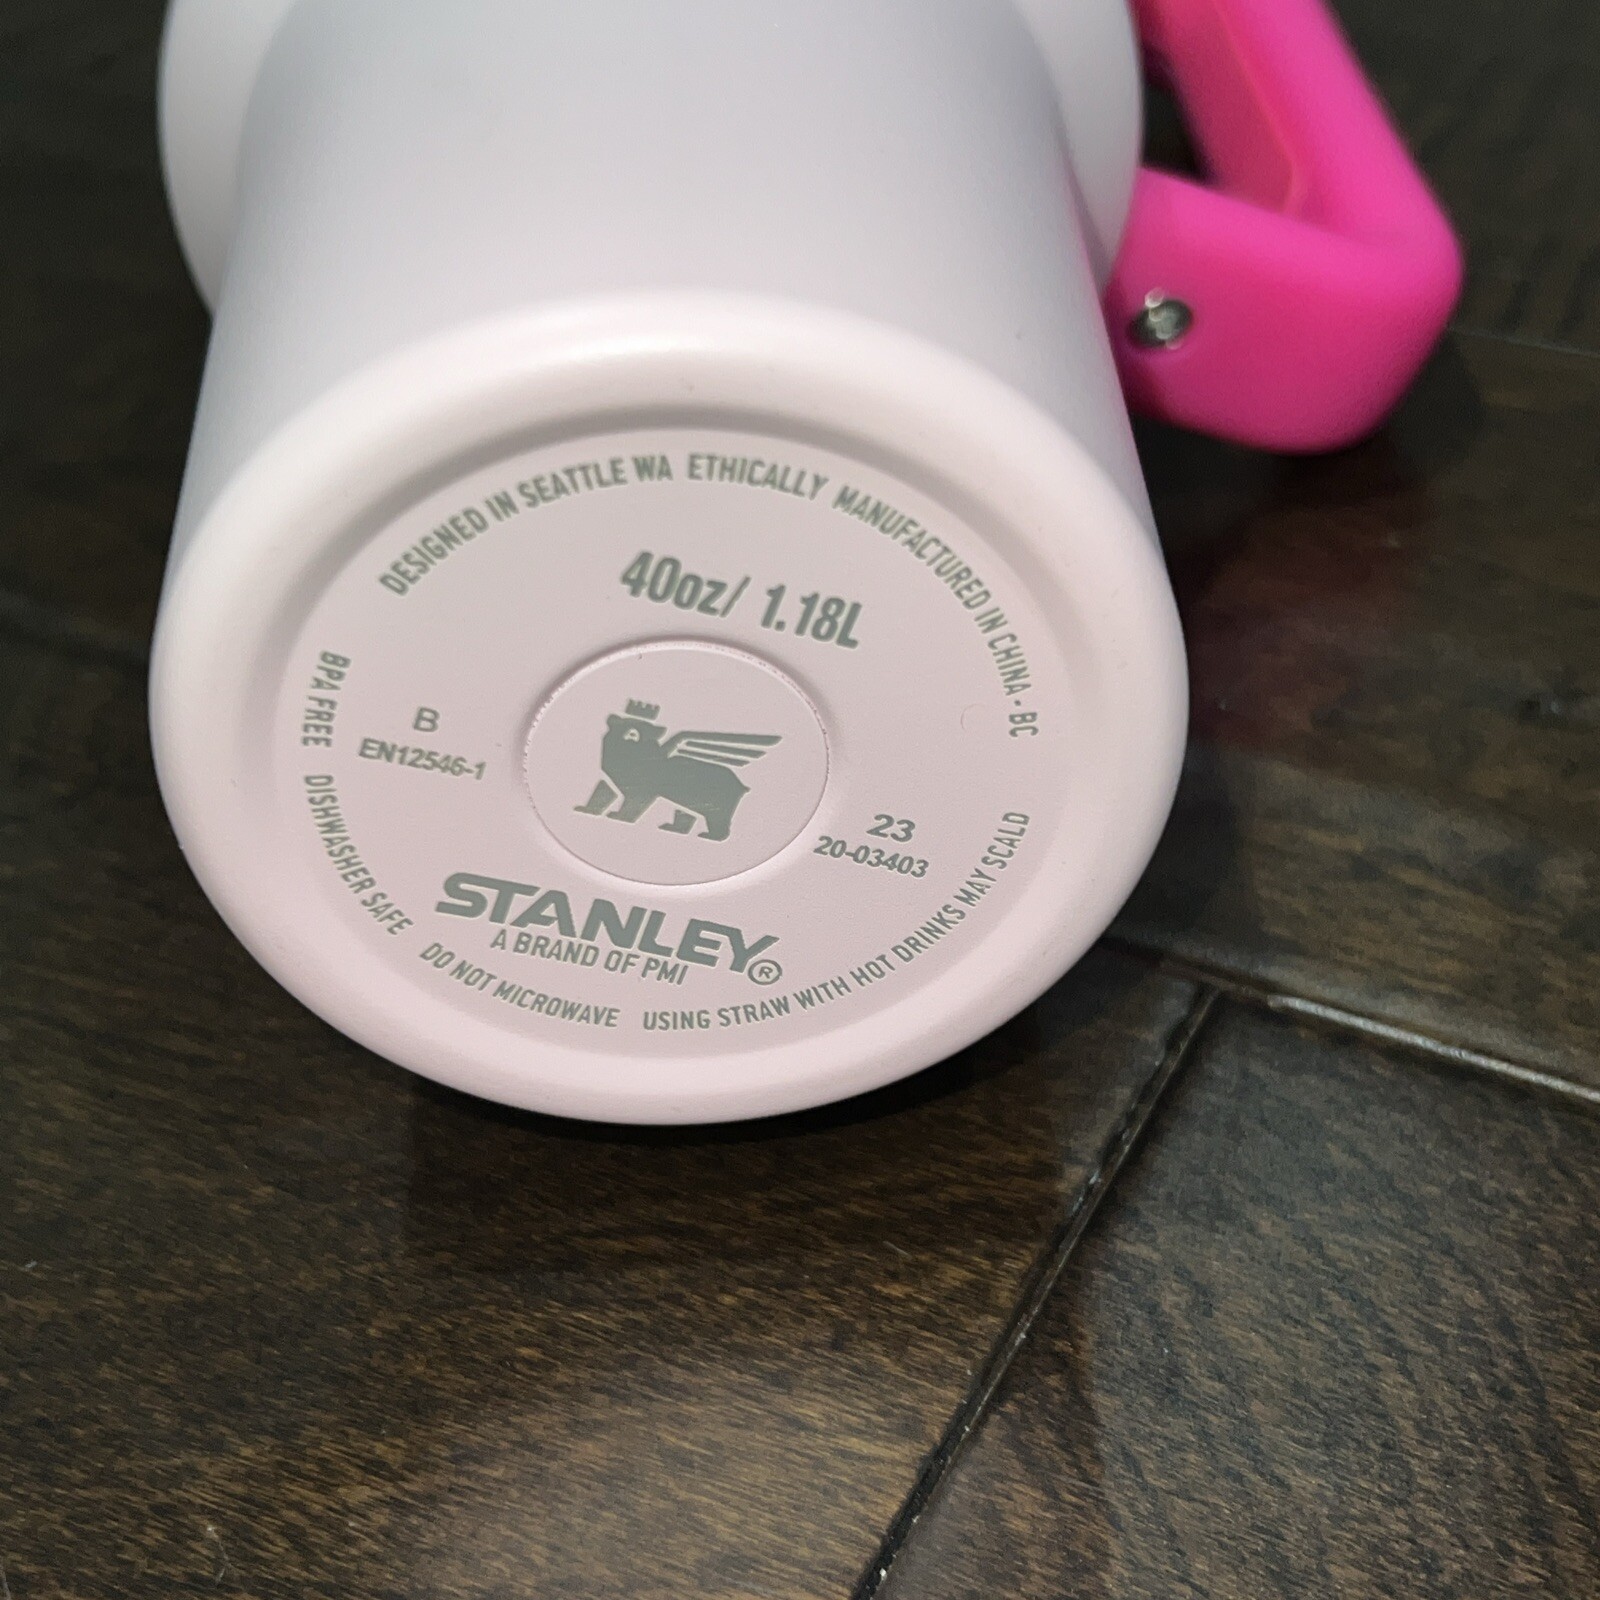 DESIGNED IN SEATTLE WA ETHICALLY MANUFACTURED IN CHINA - BC
40oz/ 1.18L
BPA FREE
B
EN12546-1
23
20-03403
STANLEY®
A BRAND OF PMI
DISHWASHER SAFE
DO NOT MICROWAVE
USING STRAW WITH HOT DRINKS MAY SCALD